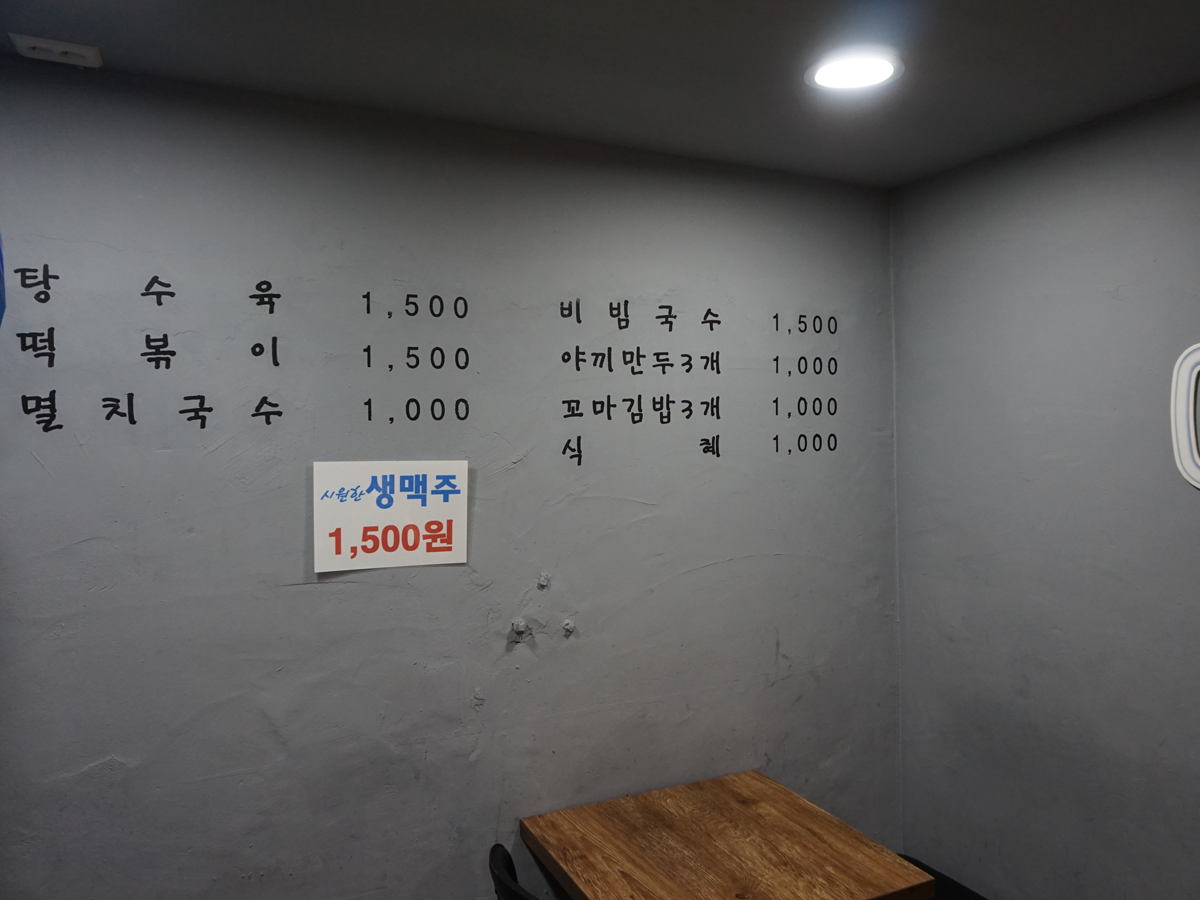 탕수육 1,500
떡볶이 1,500
멸치국수 1,000
비빔국수 1,500
야끼만두3개 1,000
꼬마김밥3개 1,000
식혜 1,000
시원한 생맥주
1,500원